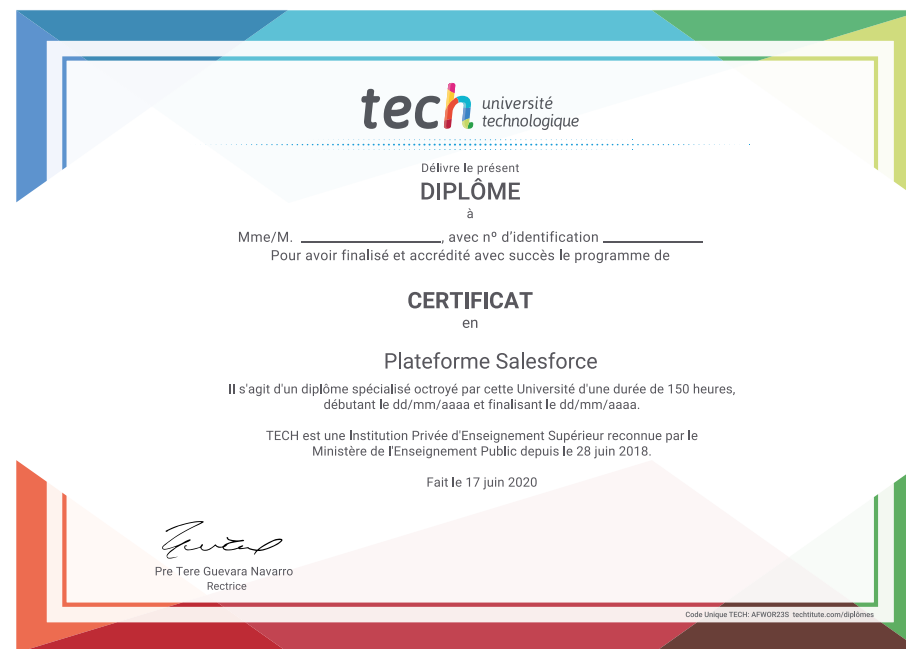 tech université
technologique
Délivre le présent
DIPLÔME
à
Mme/M. ____________________, avec nº d'identification ______________
Pour avoir finalisé et accrédité avec succès le programme de
CERTIFICAT
en
Plateforme Salesforce
Il s'agit d'un diplôme spécialisé octroyé par cette Université d'une durée de 150 heures,
débutant le dd/mm/aaaa et finalisant le dd/mm/aaaa.
TECH est une Institution Privée d'Enseignement Supérieur reconnue par le
Ministère de l'Enseignement Public depuis le 28 juin 2018.
Fait le 17 juin 2020
Pre Tere Guevara Navarro
Rectrice
Code Unique TECH: AFWOR23S techtitute.com/diplômes